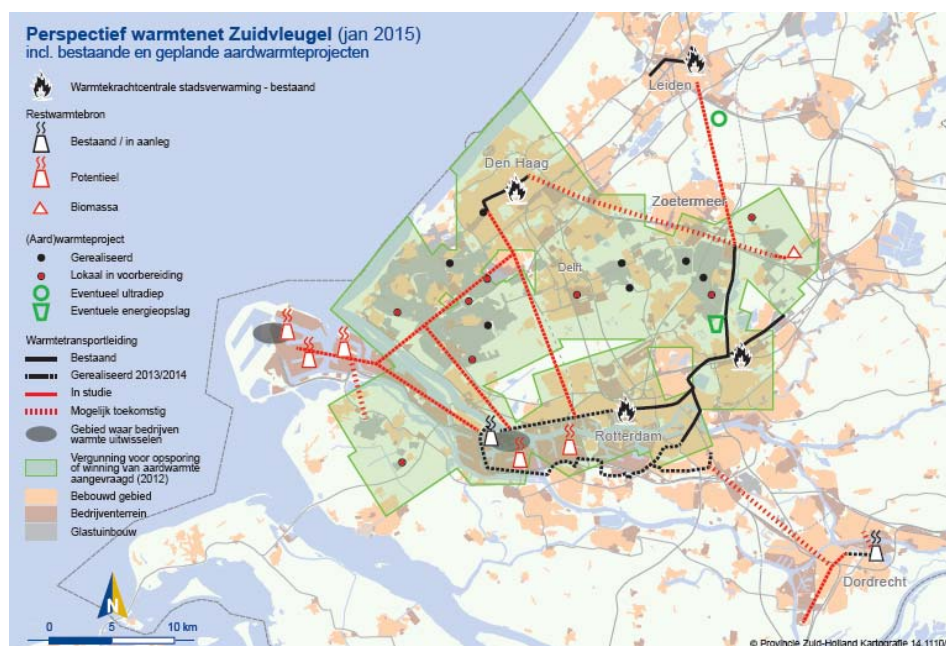 Perspectief warmtenet Zuidvleugel (jan 2015)
incl. bestaande en geplande aardwarmteprojecten
Warmtekrachtcentrale stadsverwarming - bestaand
Restwarmtebron
Bestaand / in aanleg
Potentieel
Biomassa
(Aard)warmteproject
Gerealiseerd
Lokaal in voorbereiding
Eventueel ultradiep
Eventuele energieopslag
Warmtetransportleiding
Bestaand
Gerealiseerd 2013/2014
In studie
Mogelijk toekomstig
Gebied waar bedrijven
warmte uitwisselen
Vergunning voor opsporing
of winning van aardwarmte
aangevraagd (2012)
Bebouwd gebied
Bedrijventerrein
Glastuinbouw
N
0 5 10 km
Leiden
Den Haag
Zoetermeer
Delft
Rotterdam
Dordrecht
© Provincie Zuid-Holland Kartografie 14.1110/